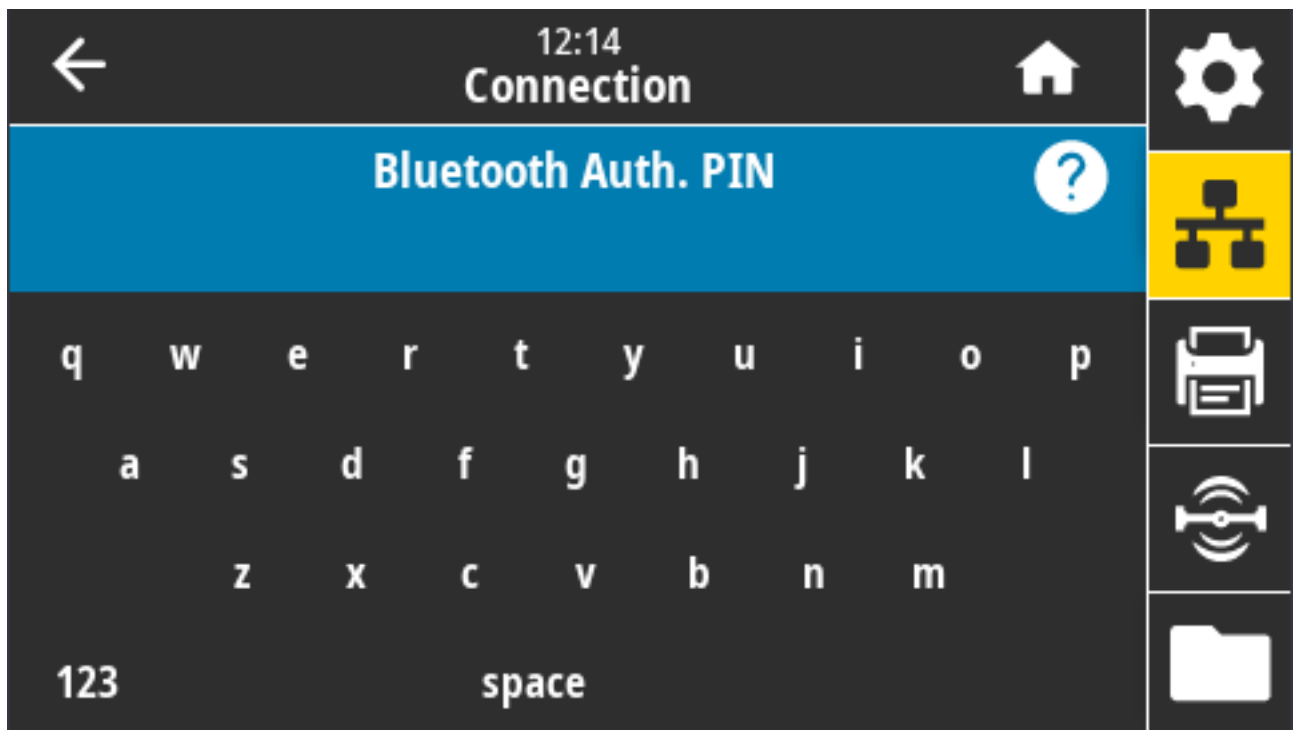 12:14
Connection
Bluetooth Auth. PIN
?
q w e r t y u i o p
a s d f g h j k l
z x c v b n m
123 space